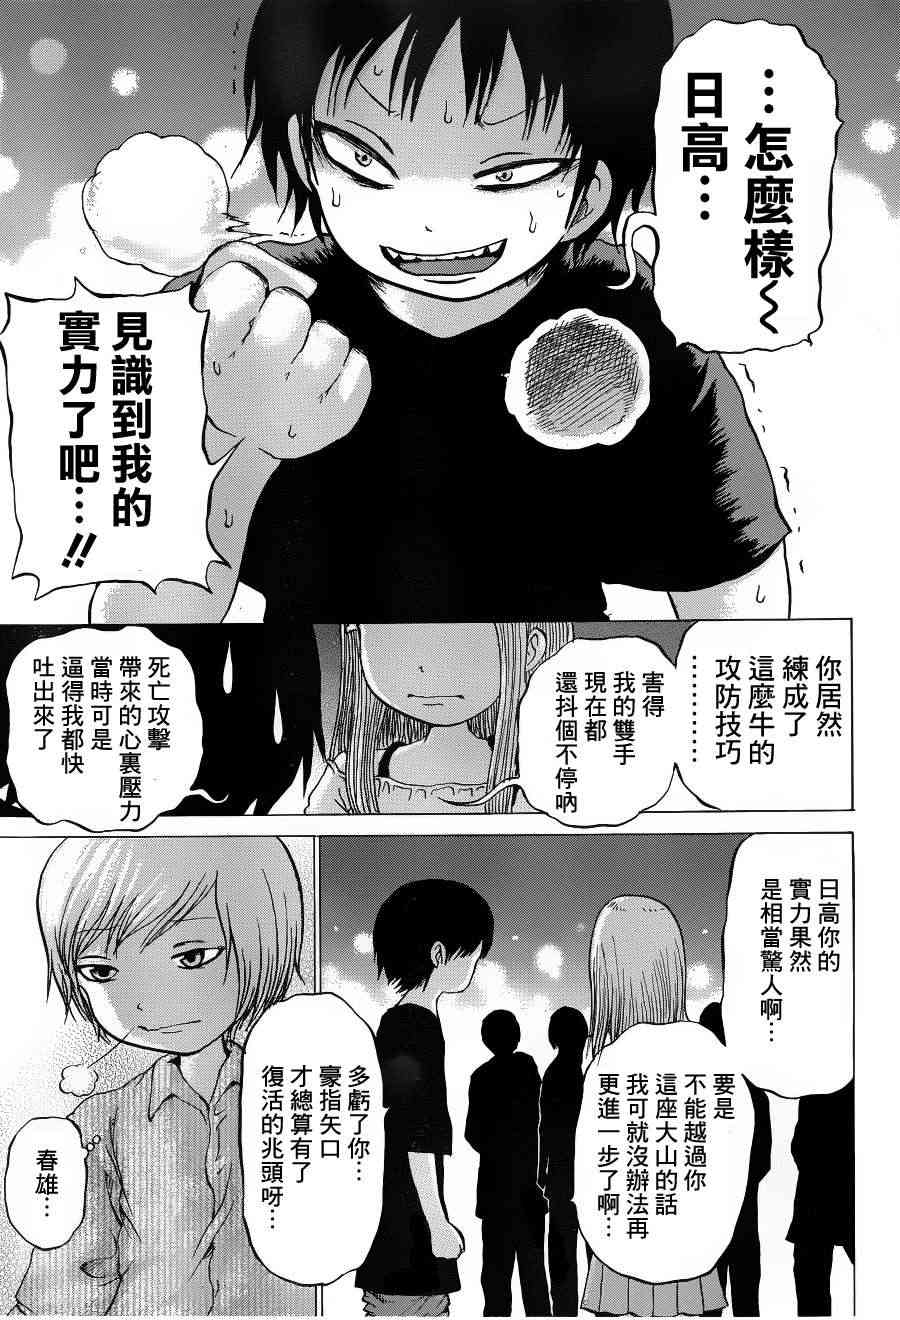 …怎麼樣～
日高…
見識到我的
實力了吧…!!
你居然
練成了
這麼牛的
攻防技巧
…………
害得
我的雙手
現在都
還抖個不停吶
死亡攻擊
帶來的心裏壓力
當時可是
逼得我都快
吐出來了
日高你的
實力果然
是相當驚人啊…
要是
不能越過你
這座大山的話
我可就沒辦法再
更進一步了啊…
多虧了你…
豪指矢口
才總算有了
復活的兆頭呀…
春雄…